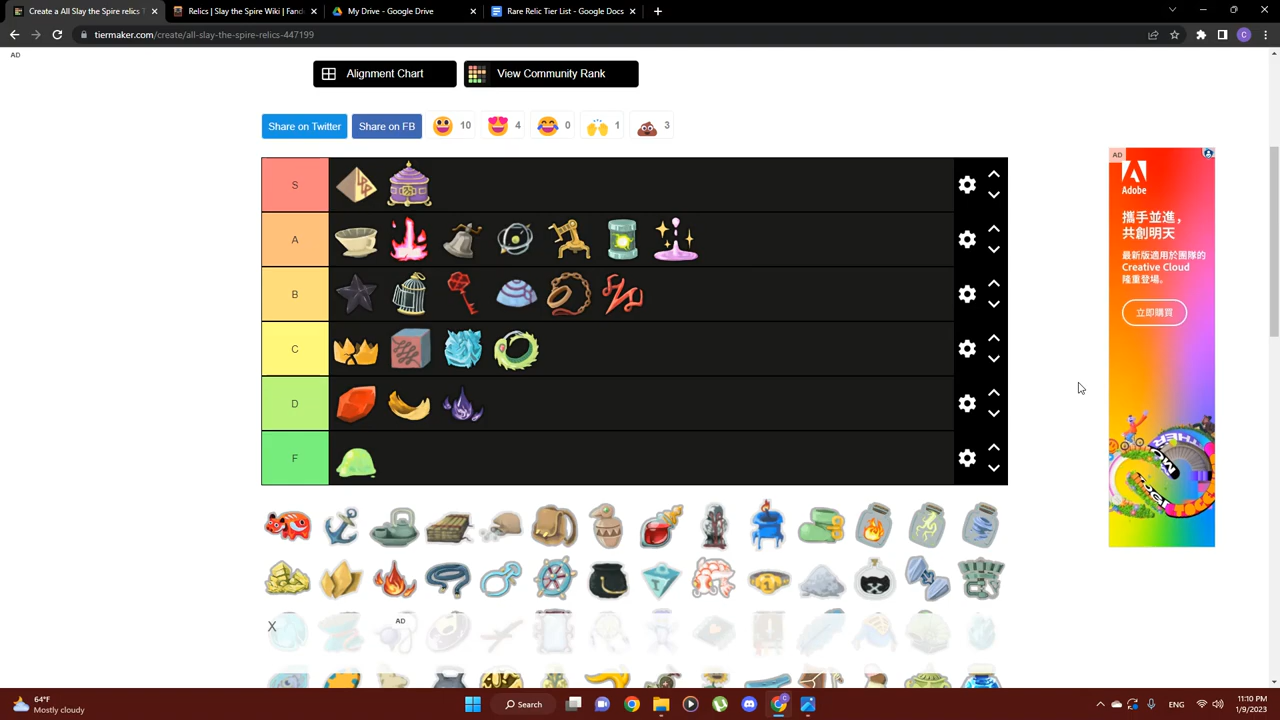 Create a All Slay the Spire relics T
Relics | Slay the Spire Wiki | Fand
My Drive - Google Drive
Rare Relic Tier List - Google Docs
tiermaker.com/create/all-slay-the-spire-relics-447199
C
AD
Alignment Chart
View Community Rank
Share on Twitter
Share on FB
10
4
0
1
3
S
A
B
C
D
F
AD
Adobe
攜手並進，
共創明天
最新版適用於團隊的
Creative Cloud
隆重登場。
立即購買
X
AD
64°F
Mostly cloudy
Search
ENG
11:10 PM
1/9/2023